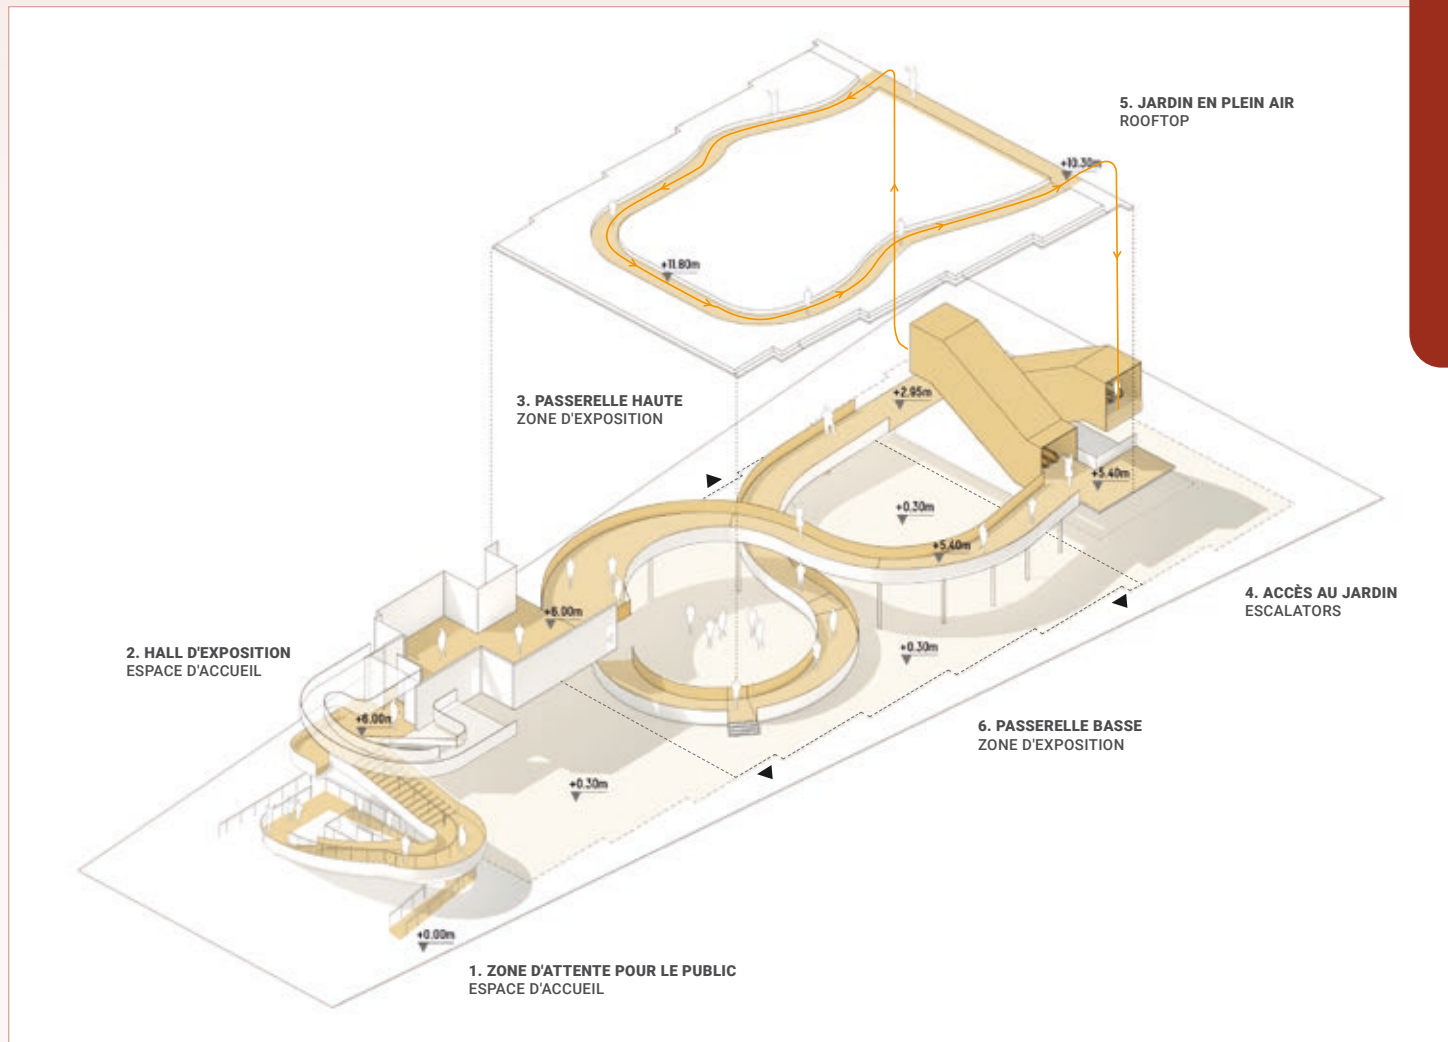 5. JARDIN EN PLEIN AIR
ROOFTOP
+10.30m
+11.80m
3. PASSERELLE HAUTE
ZONE D'EXPOSITION
+2.95m
+5.40m
+0.30m
+5.40m
4. ACCÈS AU JARDIN
ESCALATORS
+6.00m
+0.30m
2. HALL D'EXPOSITION
ESPACE D'ACCUEIL
+6.00m
6. PASSERELLE BASSE
ZONE D'EXPOSITION
+0.30m
+0.00m
1. ZONE D'ATTENTE POUR LE PUBLIC
ESPACE D'ACCUEIL